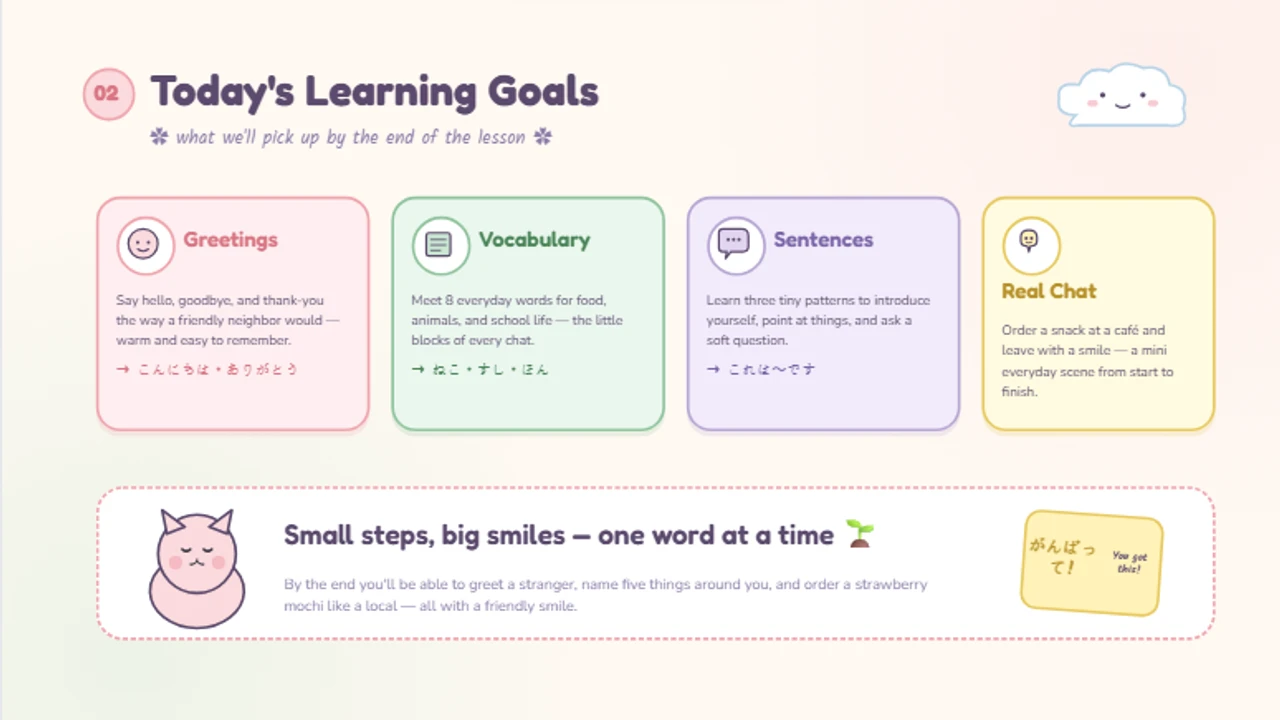 02
Today's Learning Goals
✽ what we'll pick up by the end of the lesson ✽
Greetings
Say hello, goodbye, and thank-you
the way a friendly neighbor would —
warm and easy to remember.
→ こんにちは・ありがとう
Vocabulary
Meet 8 everyday words for food,
animals, and school life — the little
blocks of every chat.
→ ねこ・すし・ほん
Sentences
Learn three tiny patterns to introduce
yourself, point at things, and ask a
soft question.
→ これは〜です
Real Chat
Order a snack at a café and
leave with a smile — a mini
everyday scene from start to
finish.
Small steps, big smiles — one word at a time 🌱
By the end you'll be able to greet a stranger, name five things around you, and order a strawberry
mochi like a local — all with a friendly smile.
がんばっ
て!
You got
this!